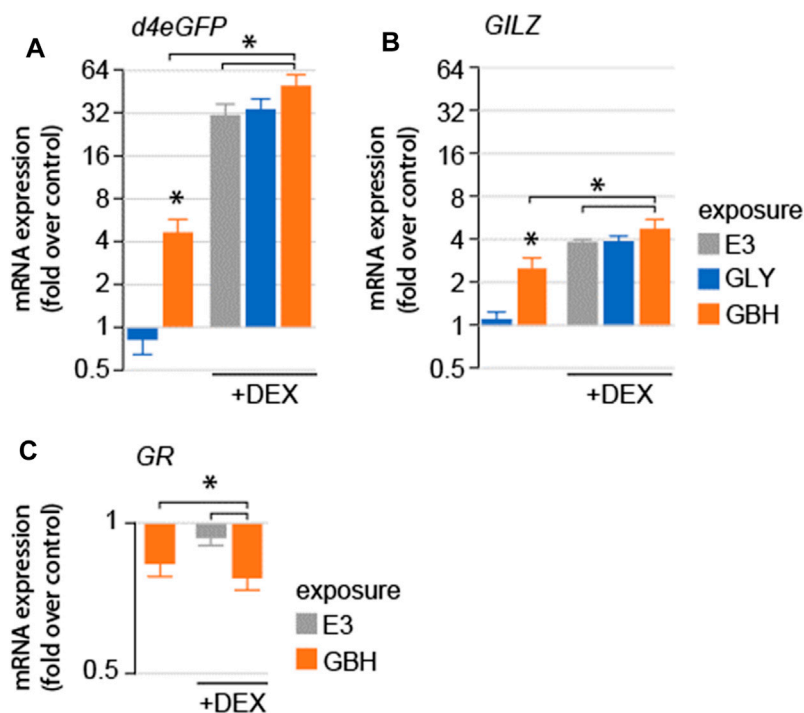 A
d4eGFP
*
*
64
32
16
8
4
2
1
0.5
mRNA expression
(fold over control)
+DEX
B
GILZ
*
*
64
32
16
8
4
2
1
0.5
mRNA expression
(fold over control)
+DEX
exposure
E3
GLY
GBH
C
GR
*
1
0.5
mRNA expression
(fold over control)
+DEX
exposure
E3
GBH